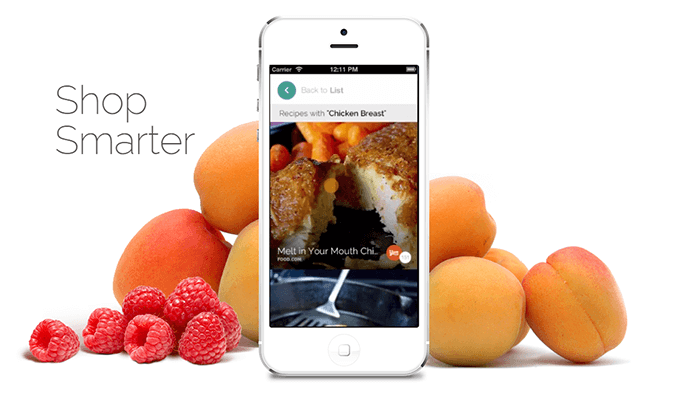 Shop
Smarter
Carrier 12:11 PM
Back to List
Recipes with "Chicken Breast"
Melt in Your Mouth Chi...
FOOD.COM